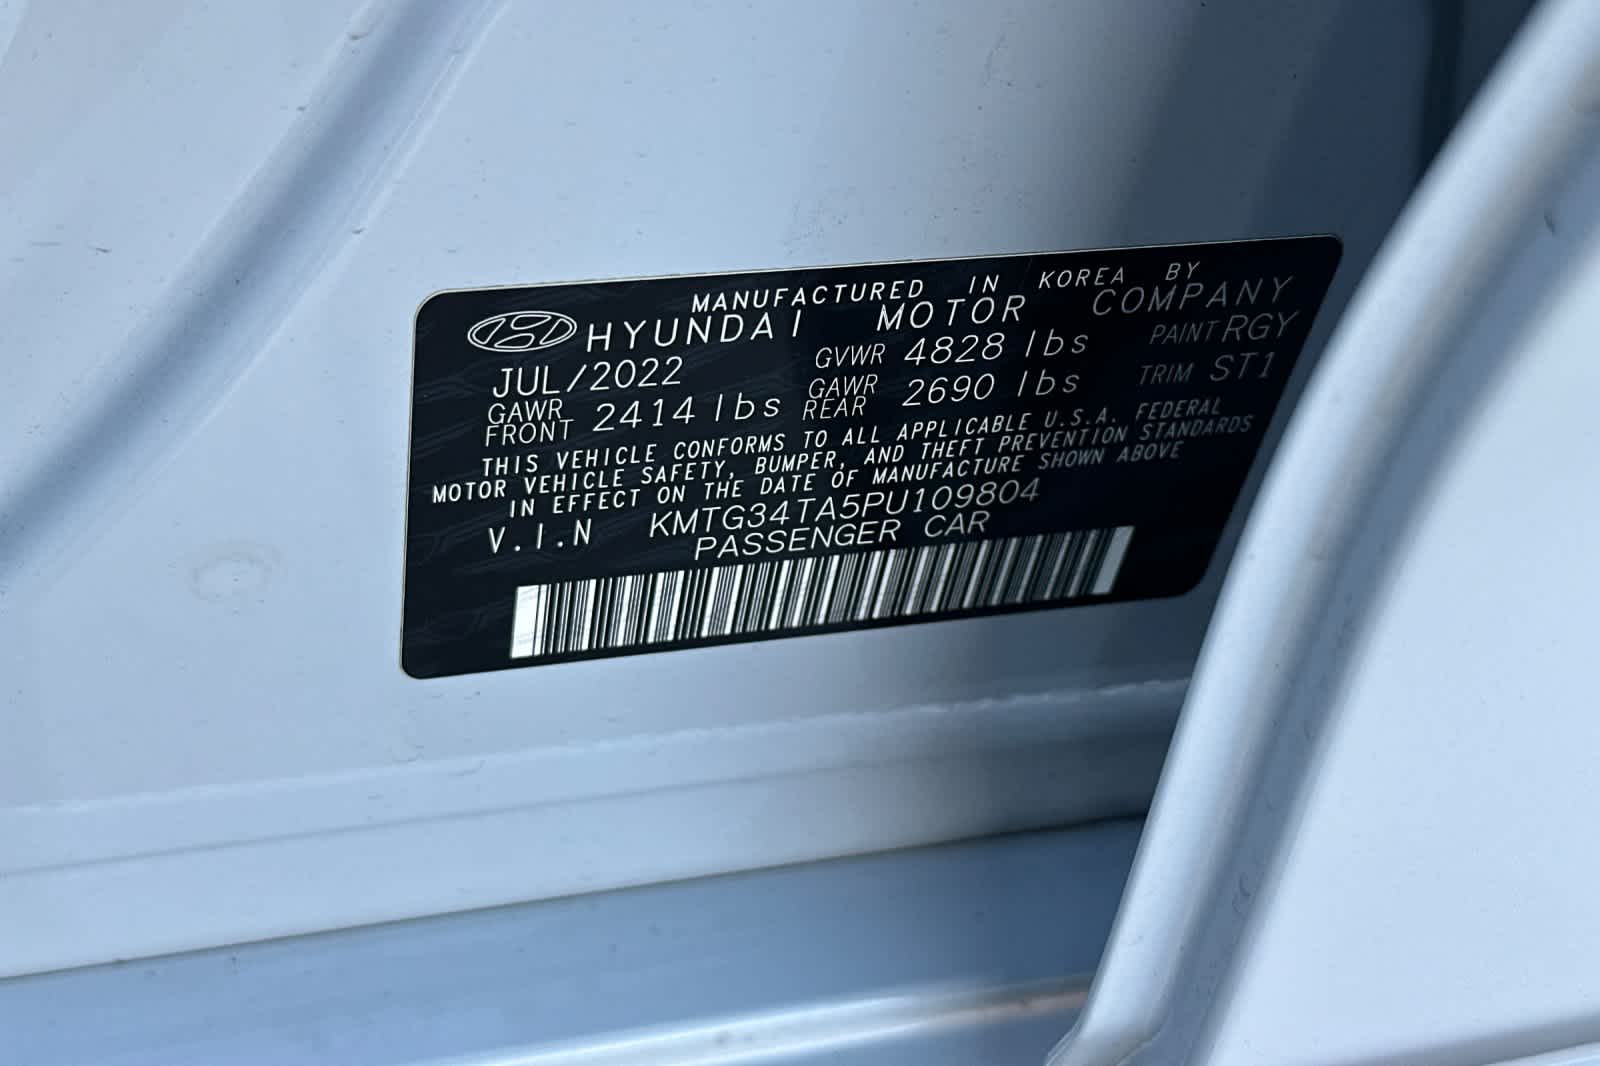 MANUFACTURED IN KOREA BY
HYUNDAI MOTOR COMPANY
JUL/2022 GVWR 4828 lbs PAINT RGY
GAWR FRONT 2414 lbs GAWR REAR 2690 lbs TRIM ST1
THIS VEHICLE CONFORMS TO ALL APPLICABLE U.S.A. FEDERAL
MOTOR VEHICLE SAFETY, BUMPER, AND THEFT PREVENTION STANDARDS
IN EFFECT ON THE DATE OF MANUFACTURE SHOWN ABOVE
V.I.N KMTG34TA5PU109804
PASSENGER CAR